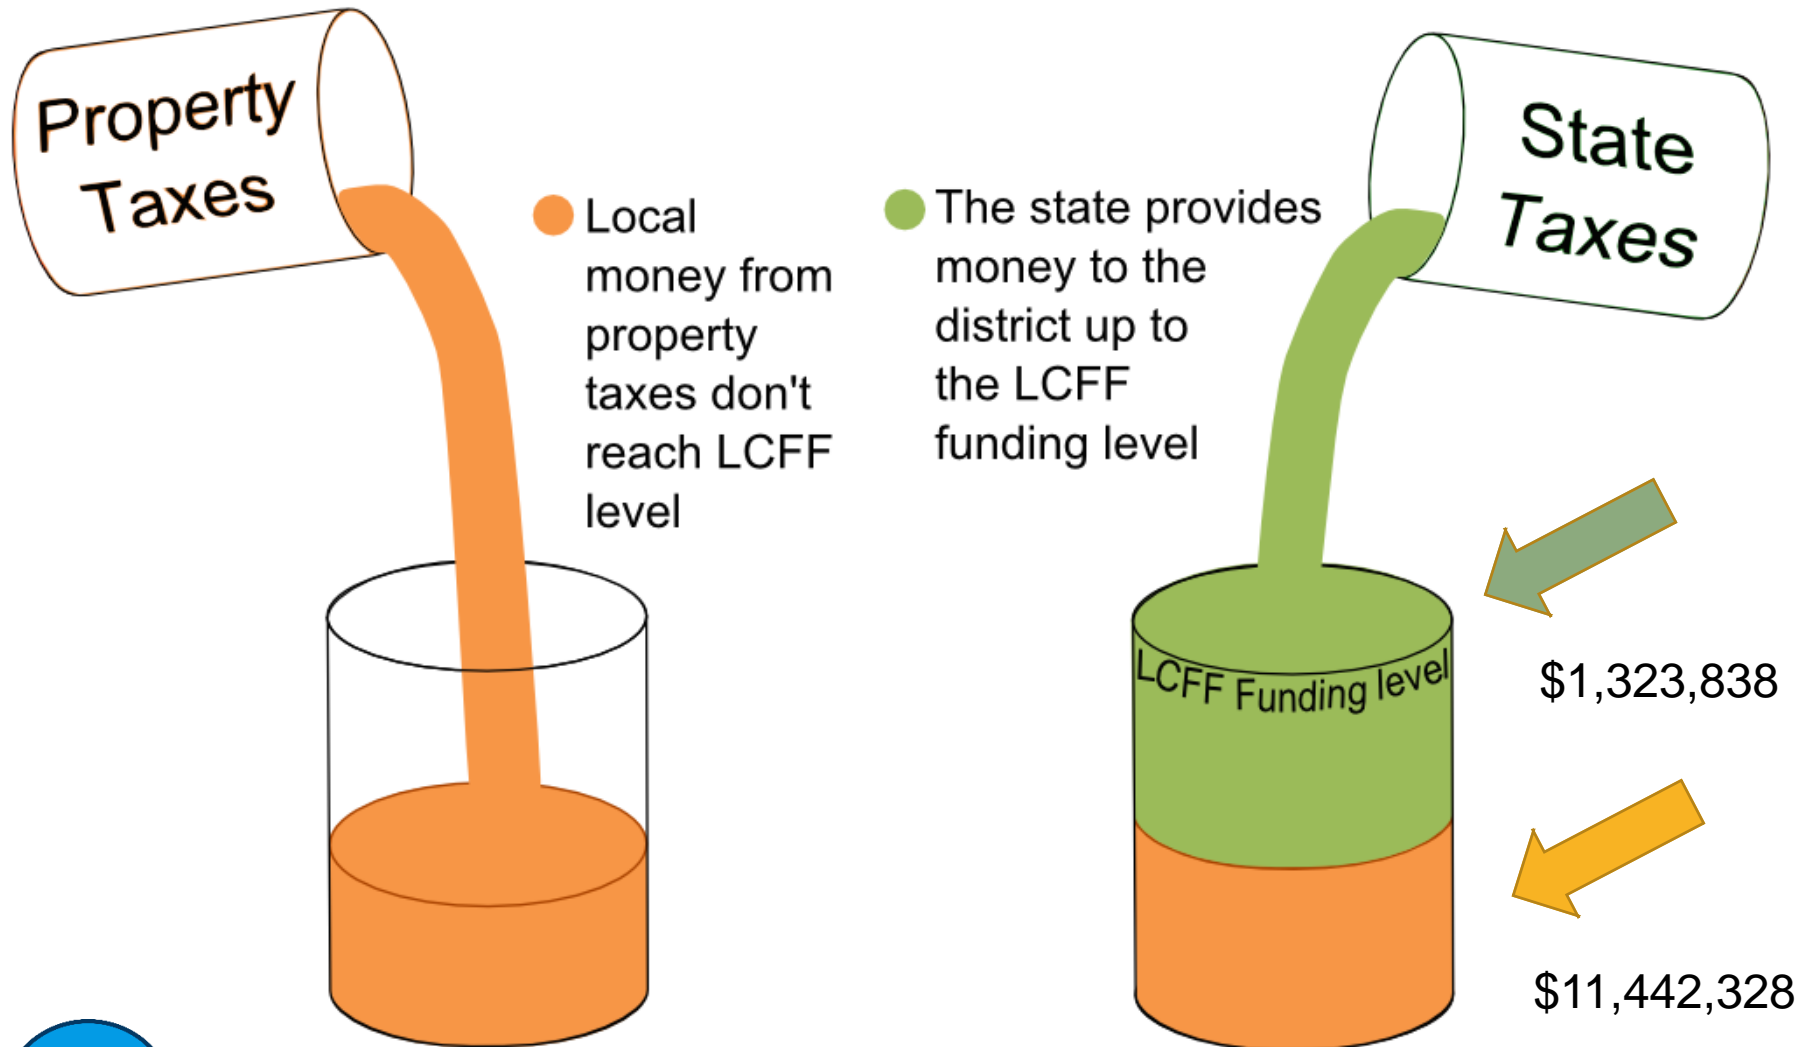 Property
Taxes
Local
money from
property
taxes don't
reach LCFF
level
The state provides
money to the
district up to
the LCFF
funding level
State
Taxes
LCFF Funding level
$1,323,838
$11,442,328